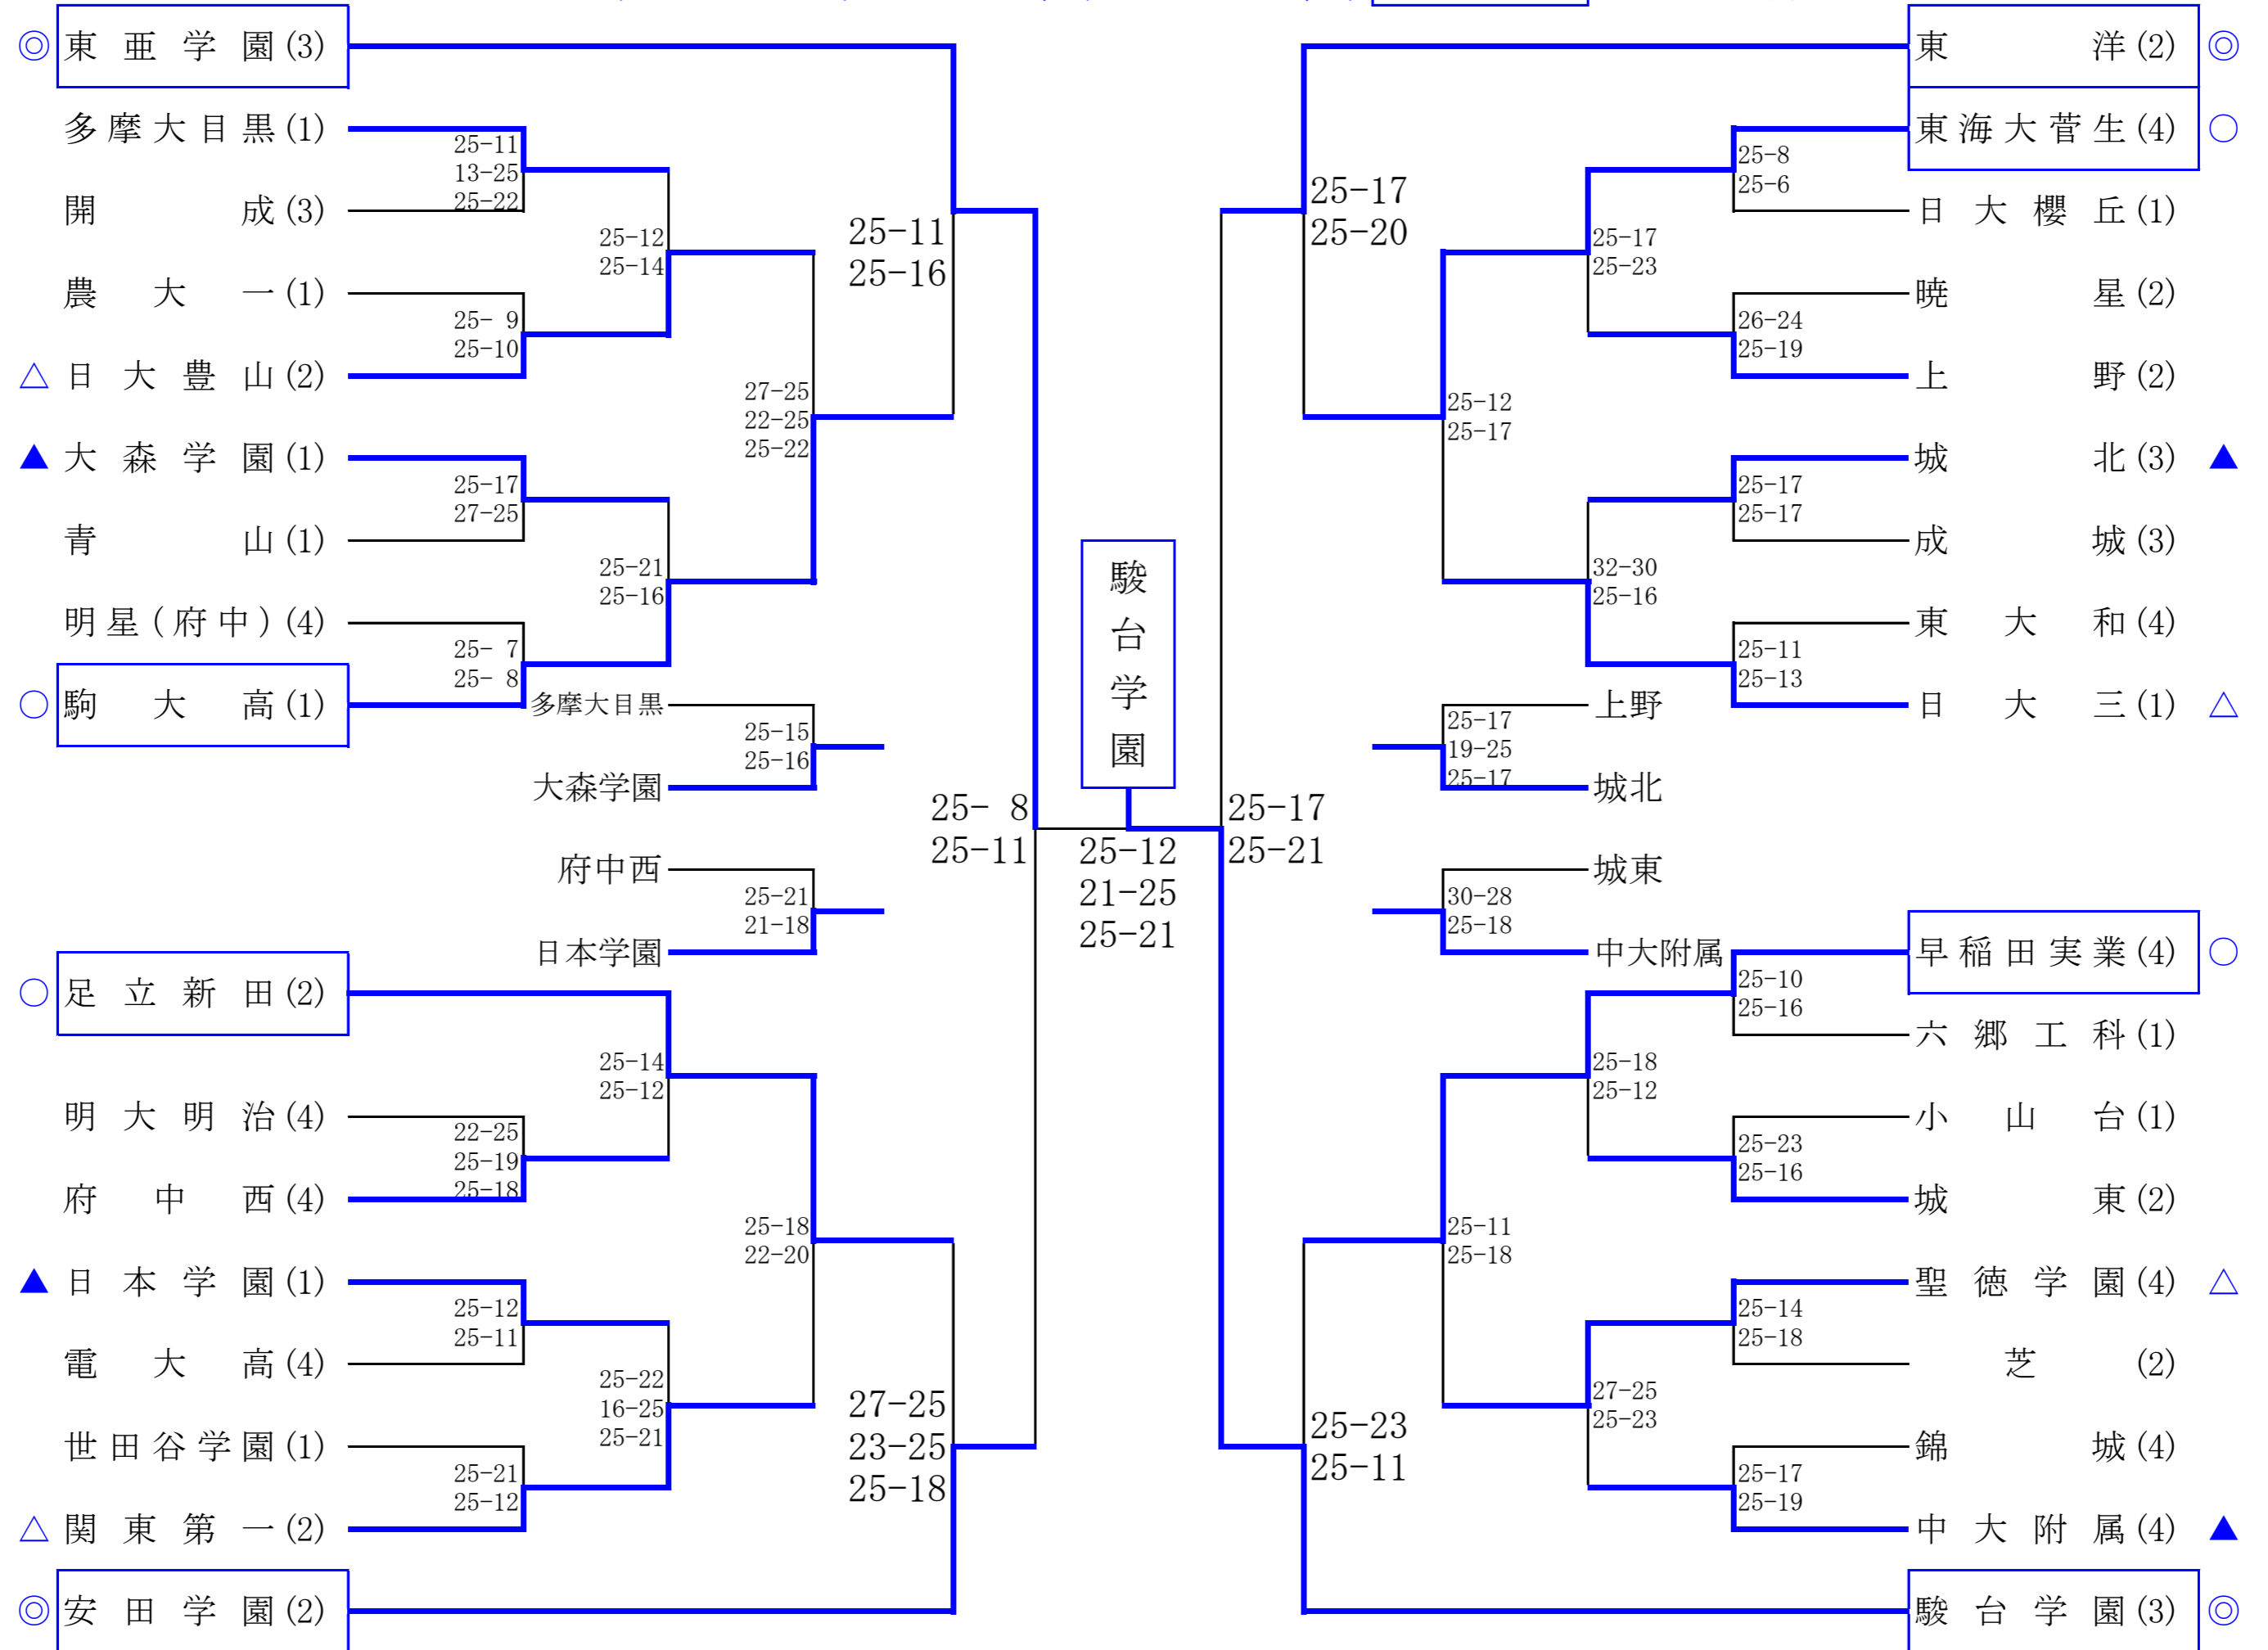 ◎ 東亜学園(3)
多摩大目黒(1)
25-11
13-25
25-22
開成(3)
25-12
25-14
農大一(1)
25- 9
25-10
△ 日大豊山(2)
27-25
22-25
25-22
▲ 大森学園(1)
25-17
27-25
青山(1)
25-21
25-16
明星(府中)(4)
25- 7
25- 8
○ 駒大高(1)
25-11
25-16
多摩大目黒
25-15
25-16
大森学園
府中西
25-21
21-18
日本学園
25- 8
25-11
○ 足立新田(2)
25-14
25-12
明大明治(4)
22-25
25-19
25-18
府中西(4)
25-18
22-20
▲ 日本学園(1)
25-12
25-11
電大高(4)
25-22
16-25
25-21
世田谷学園(1)
25-21
25-12
△ 関東第一(2)
27-25
23-25
25-18
◎ 安田学園(2)
駿台学園
25-12
21-25
25-21
東洋(2) ◎
25-17
25-20
東海大菅生(4) ○
25-8
25-6
日大櫻丘(1)
25-17
25-23
暁星(2)
26-24
25-19
上野(2)
25-12
25-17
城北(3) ▲
25-17
25-17
成城(3)
32-30
25-16
東大和(4)
25-11
25-13
日大三(1) △
上野
25-17
19-25
25-17
城北
25-17
25-21
城東
30-28
25-18
中大附属
早稲田実業(4) ○
25-10
25-16
六郷工科(1)
25-18
25-12
小山台(1)
25-23
25-16
城東(2)
25-11
25-18
聖徳学園(4) △
25-14
25-18
芝(2)
27-25
25-23
錦城(4)
25-17
25-19
中大附属(4) ▲
25-23
25-11
駿台学園(3) ◎